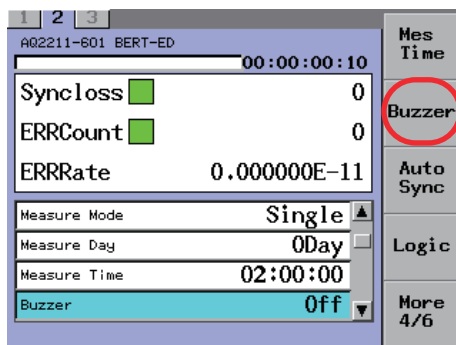 1 2 3
AQ2211-601 BERT-ED
00:00:00:10
Syncloss 0
ERRCount 0
ERRRate 0.000000E-11
Measure Mode Single
Measure Day 0Day
Measure Time 02:00:00
Buzzer Off
Mes
Time
Buzzer
Auto
Sync
Logic
More
4/6